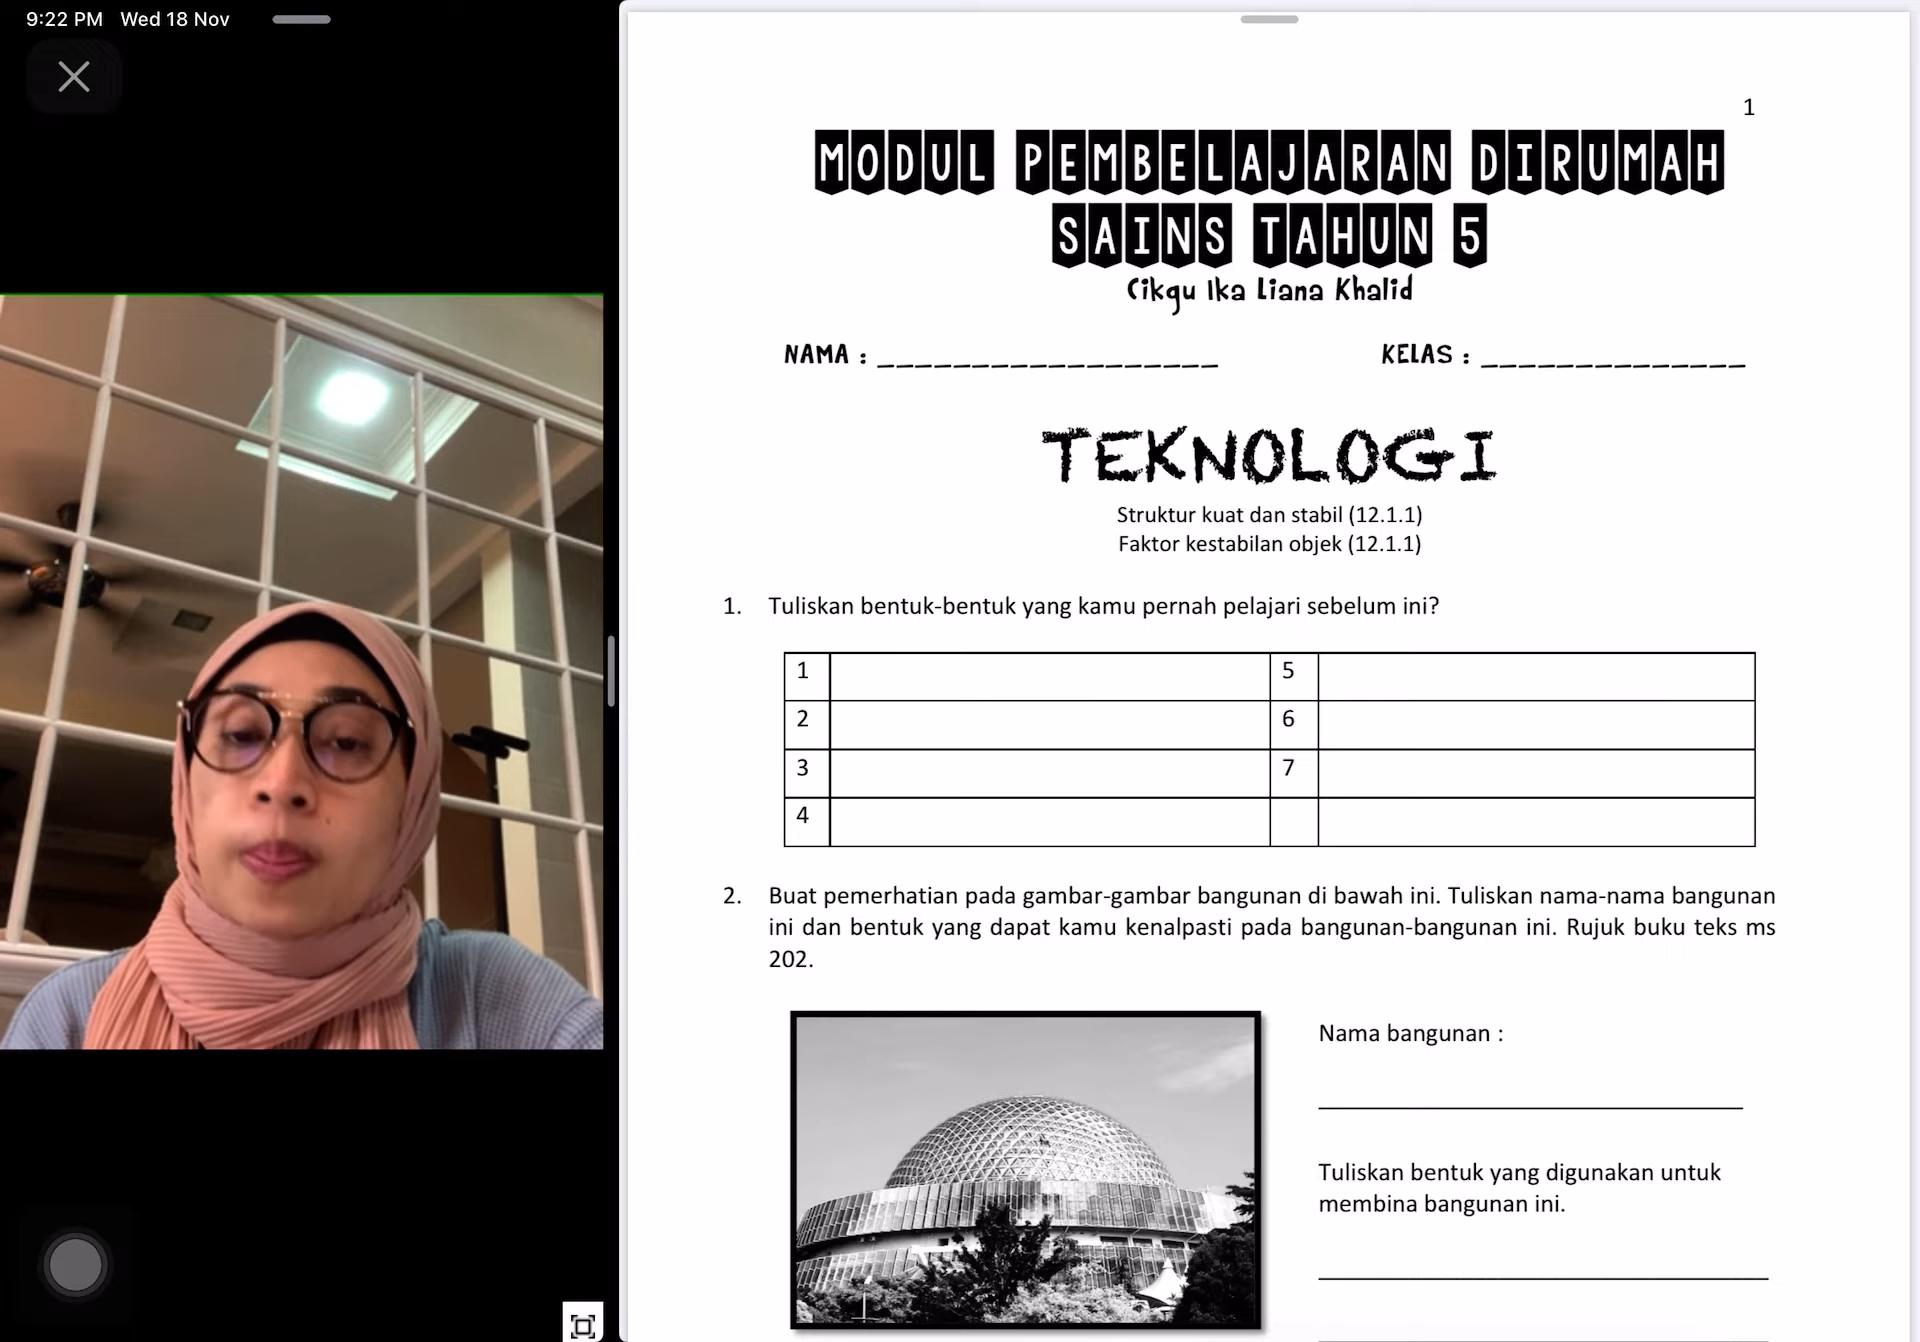 9:22 PM Wed 18 Nov
1
MODUL PEMBELAJARAN DIRUMAH
SAINS TAHUN 5
Cikgu Ika Liana Khalid
NAMA : __________________ KELAS : ______________
TEKNOLOGI
Struktur kuat dan stabil (12.1.1)
Faktor kestabilan objek (12.1.1)
1. Tuliskan bentuk-bentuk yang kamu pernah pelajari sebelum ini?
1 5
2 6
3 7
4
2. Buat pemerhatian pada gambar-gambar bangunan di bawah ini. Tuliskan nama-nama bangunan
ini dan bentuk yang dapat kamu kenalpasti pada bangunan-bangunan ini. Rujuk buku teks ms
202.
Nama bangunan :
Tuliskan bentuk yang digunakan untuk
membina bangunan ini.